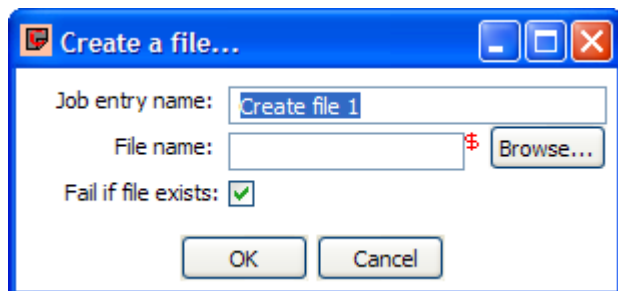 Create a file...
Job entry name: Create file 1
File name: $ Browse...
Fail if file exists:
OK Cancel